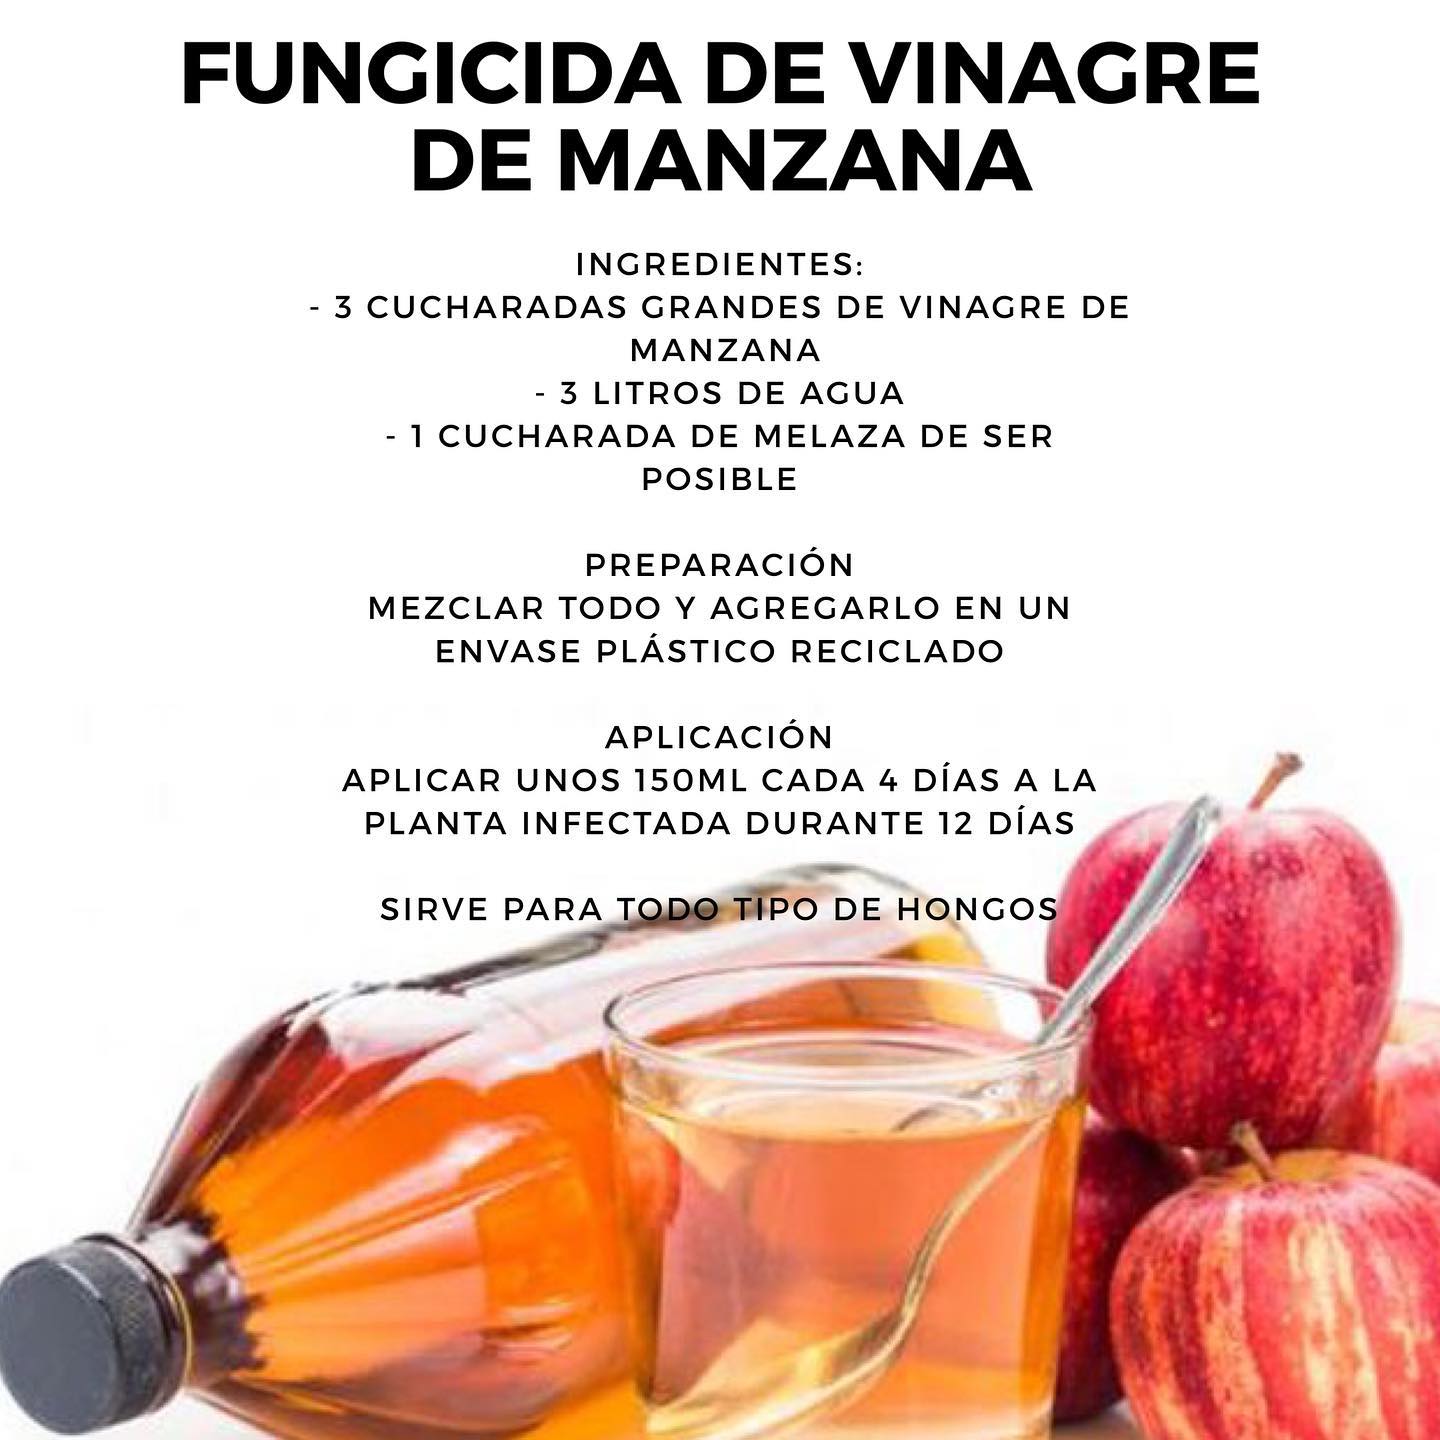 FUNGICIDA DE VINAGRE
DE MANZANA
INGREDIENTES:
- 3 CUCHARADAS GRANDES DE VINAGRE DE
MANZANA
- 3 LITROS DE AGUA
- 1 CUCHARADA DE MELAZA DE SER
POSIBLE
PREPARACIÓN
MEZCLAR TODO Y AGREGARLO EN UN
ENVASE PLÁSTICO RECICLADO
APLICACIÓN
APLICAR UNOS 150ML CADA 4 DÍAS A LA
PLANTA INFECTADA DURANTE 12 DÍAS
SIRVE PARA TODO TIPO DE HONGOS